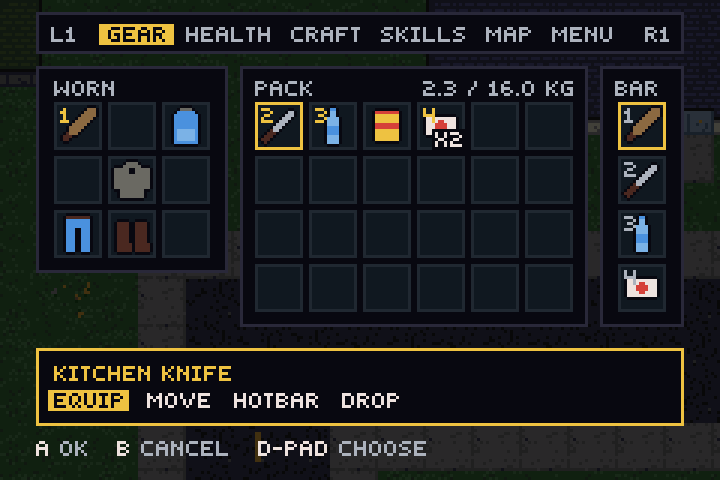 L1 GEAR HEALTH CRAFT SKILLS MAP MENU R1
WORN
1
PACK 2.3 / 16.0 KG
2 3 4
X2
BAR
1
2
3
4
KITCHEN KNIFE
EQUIP MOVE HOTBAR DROP
A OK B CANCEL D-PAD CHOOSE